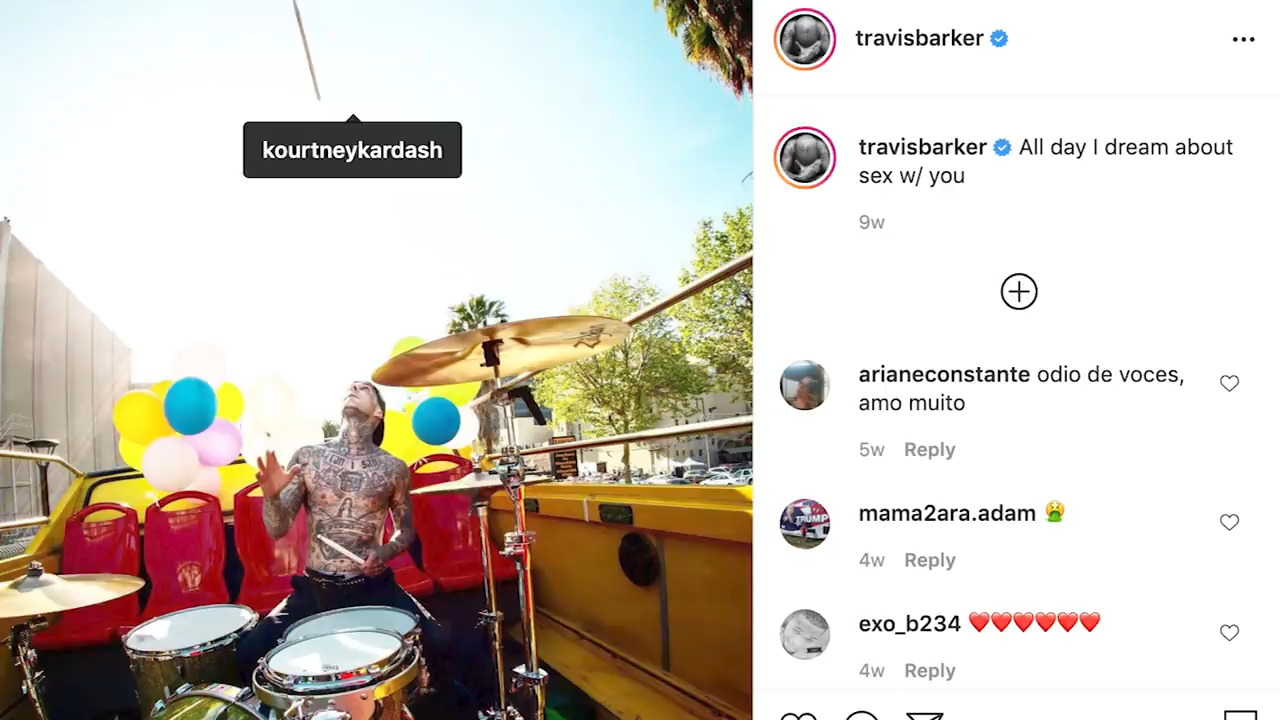 kourtneykardash
travisbarker
travisbarker All day I dream about
sex w/ you
9w
arianeconstante odio de voces,
amo muito
5w Reply
mama2ara.adam 🤮
4w Reply
exo_b234 ❤️❤️❤️❤️❤️❤️
4w Reply
TRUMP